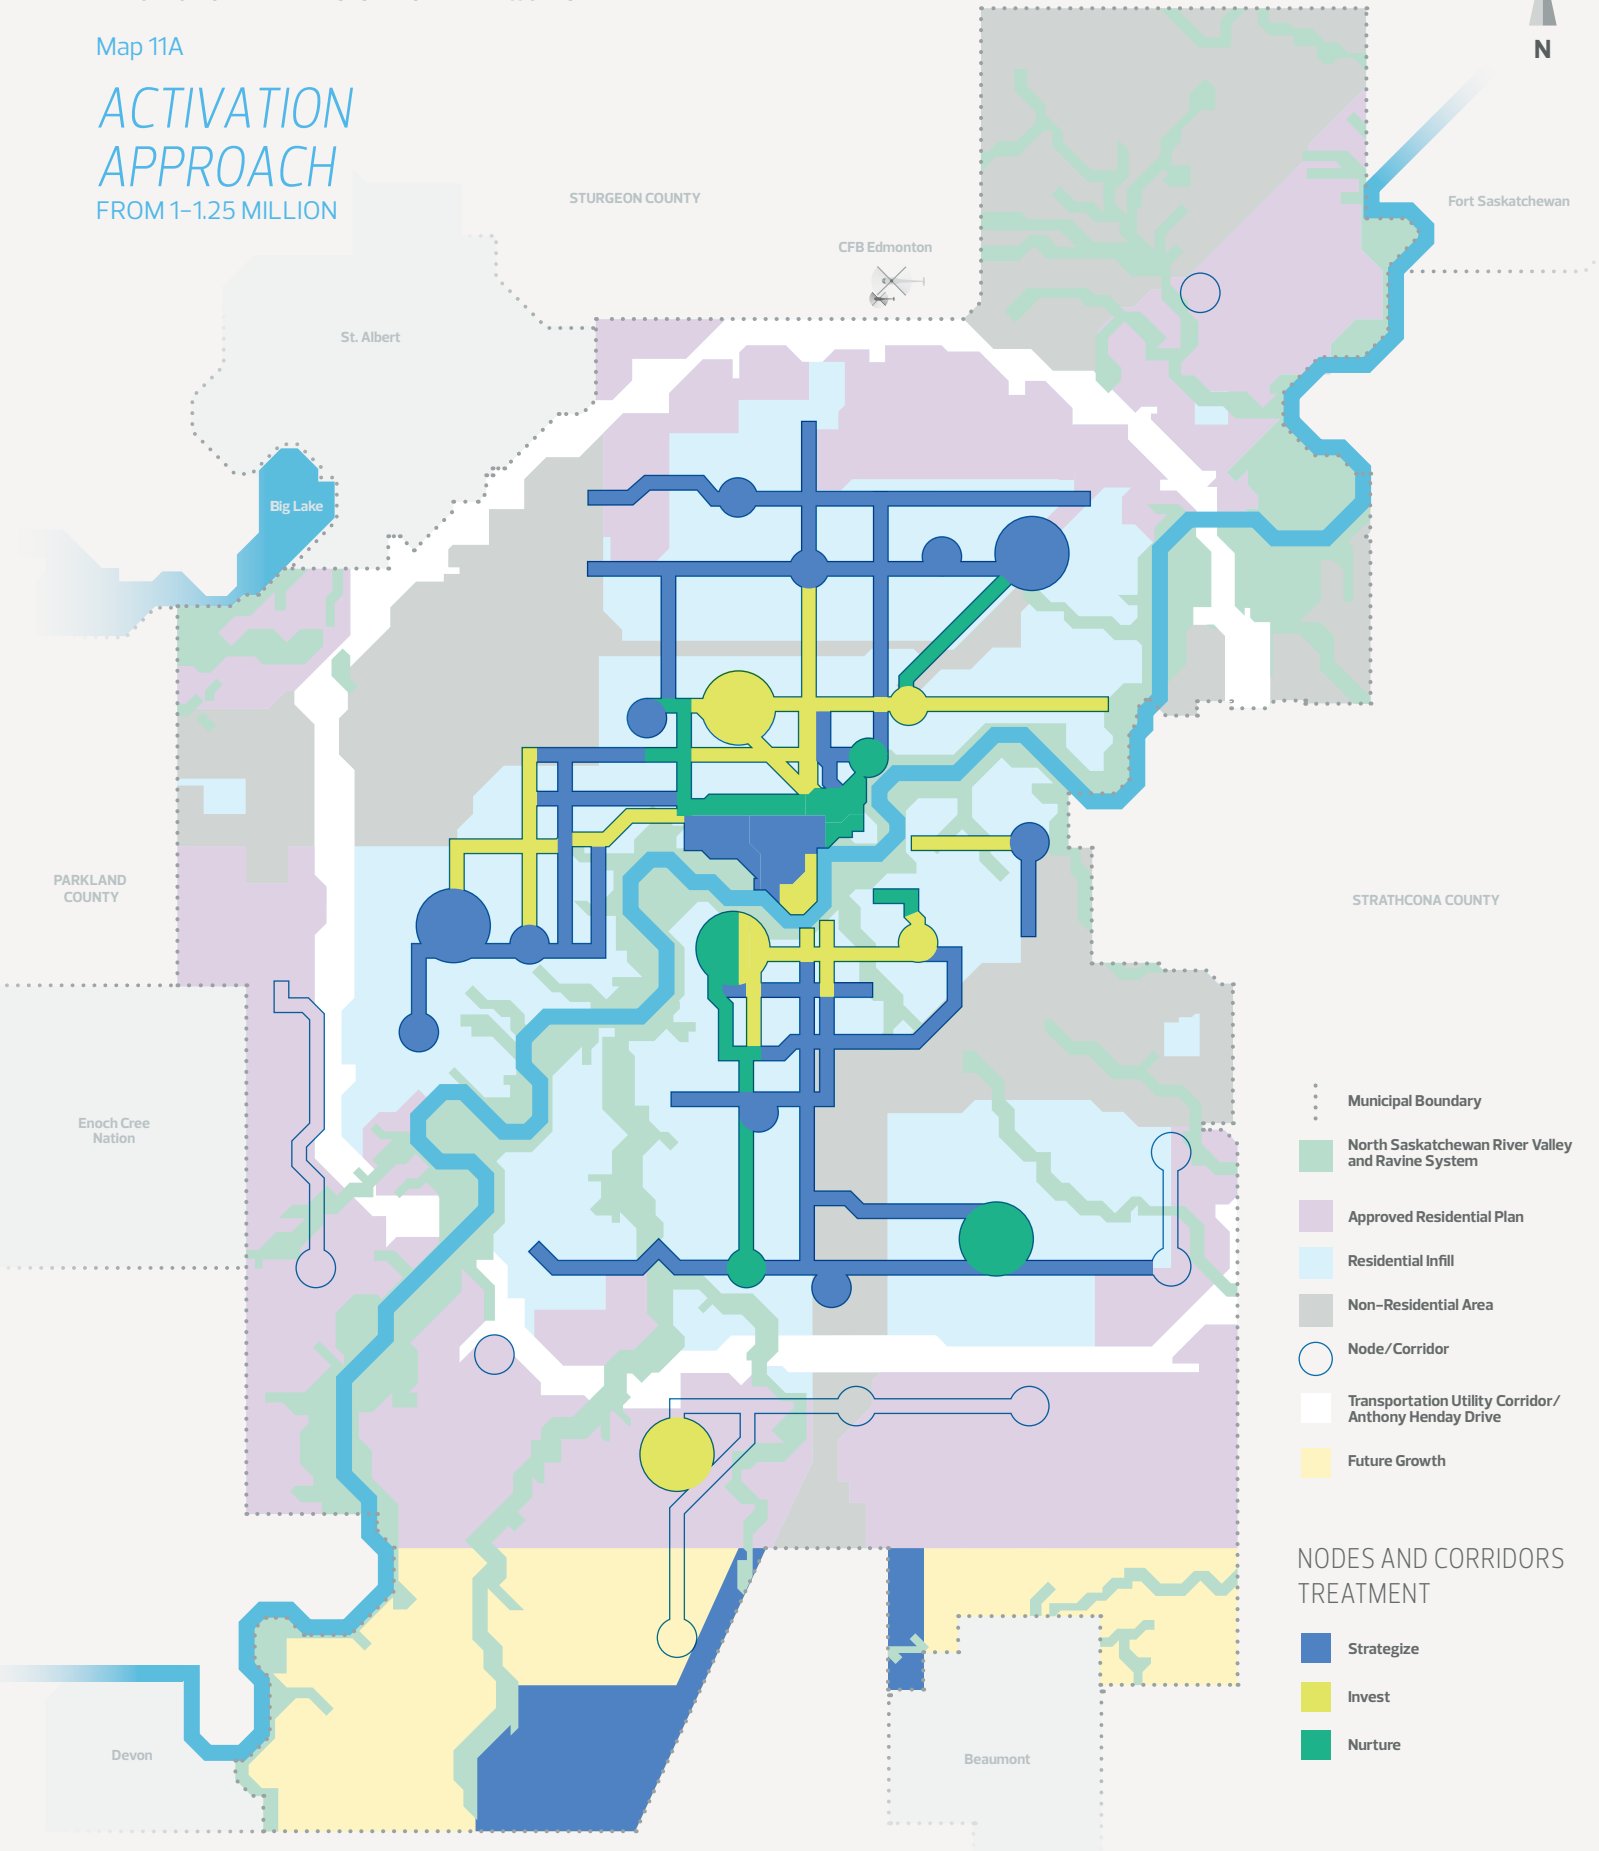 Map 11A
ACTIVATION
APPROACH
FROM 1-1.25 MILLION
N
STURGEON COUNTY
Fort Saskatchewan
CFB Edmonton
St. Albert
Big Lake
PARKLAND
COUNTY
STRATHCONA COUNTY
Enoch Cree
Nation
Devon
Beaumont
Municipal Boundary
North Saskatchewan River Valley
and Ravine System
Approved Residential Plan
Residential Infill
Non-Residential Area
Node/Corridor
Transportation Utility Corridor/
Anthony Henday Drive
Future Growth
NODES AND CORRIDORS
TREATMENT
Strategize
Invest
Nurture